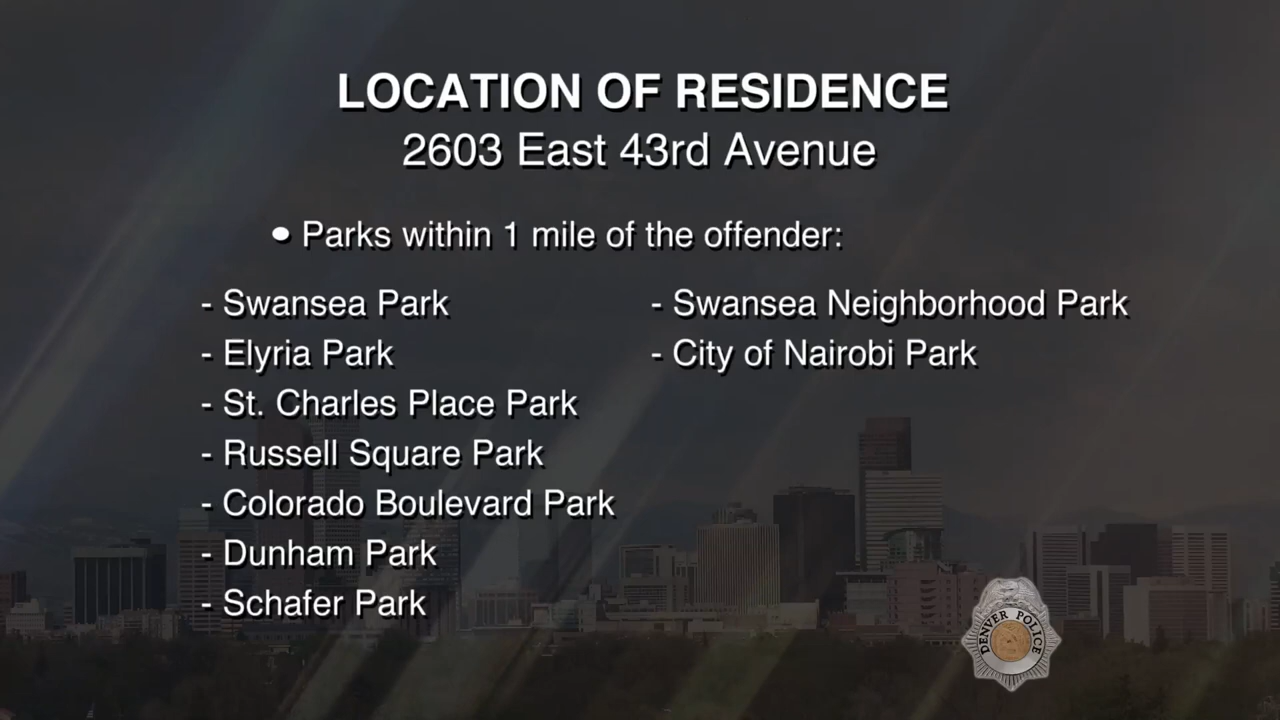 LOCATION OF RESIDENCE
2603 East 43rd Avenue
• Parks within 1 mile of the offender:
- Swansea Park
- Elyria Park
- St. Charles Place Park
- Russell Square Park
- Colorado Boulevard Park
- Dunham Park
- Schafer Park
- Swansea Neighborhood Park
- City of Nairobi Park
DENVER POLICE